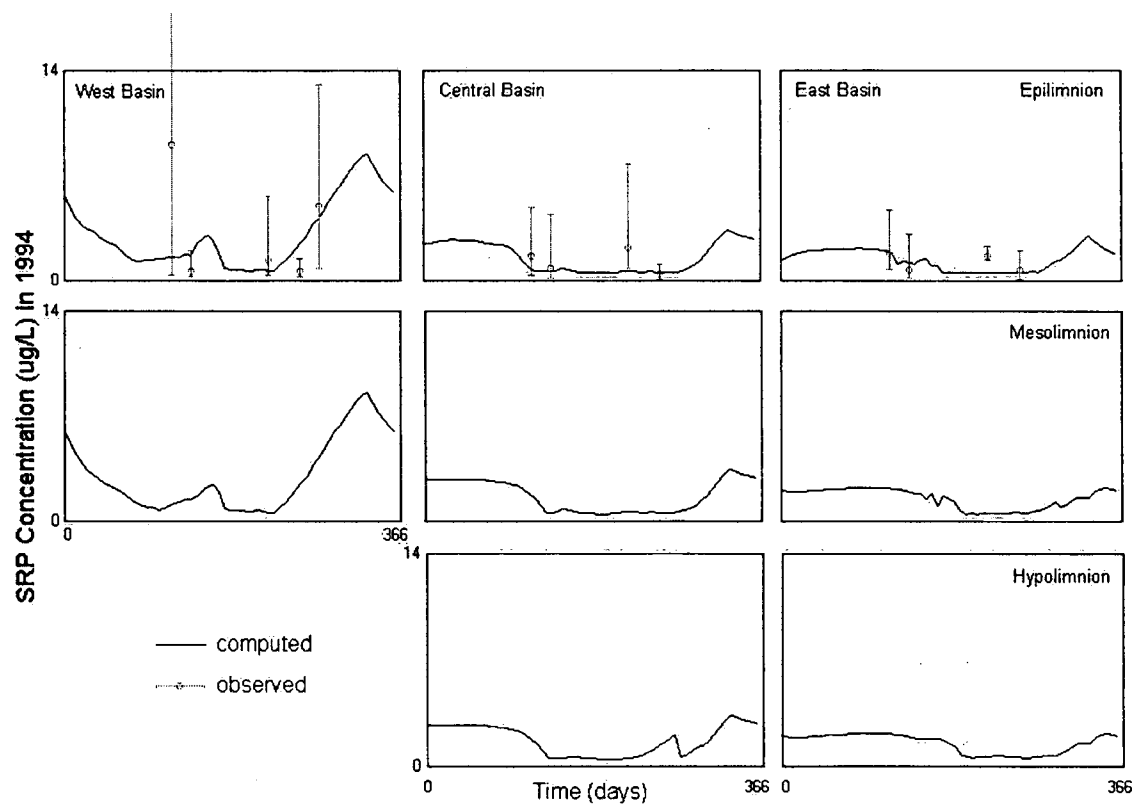 14
West Basin
Central Basin
East Basin
Epilimnion
0
SRP Concentration (ug/L) in 1994
14
Mesolimnion
0
0
366
14
Hypolimnion
computed
observed
0
0
366
0
366
Time (days)